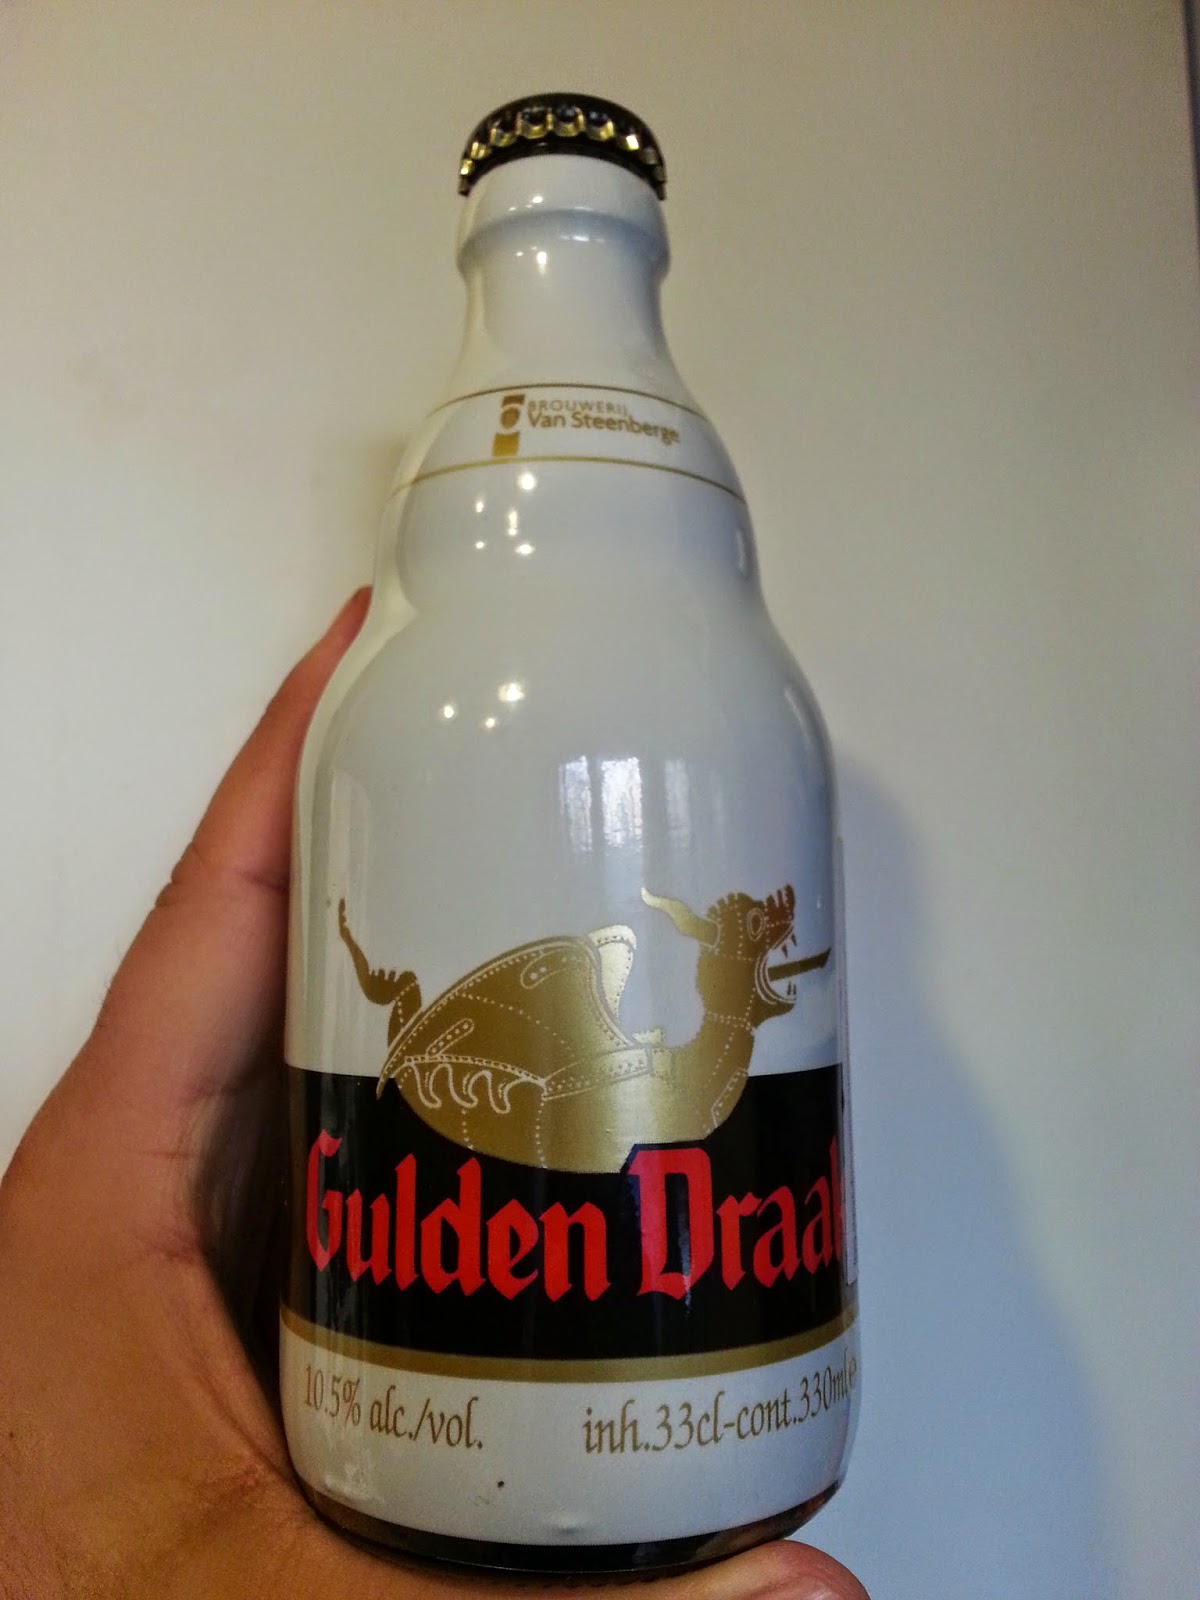 BROUWERIJ
Van Steenberge
Gulden Draak
10.5% alc./vol. inh.33cl-cont.330ml e